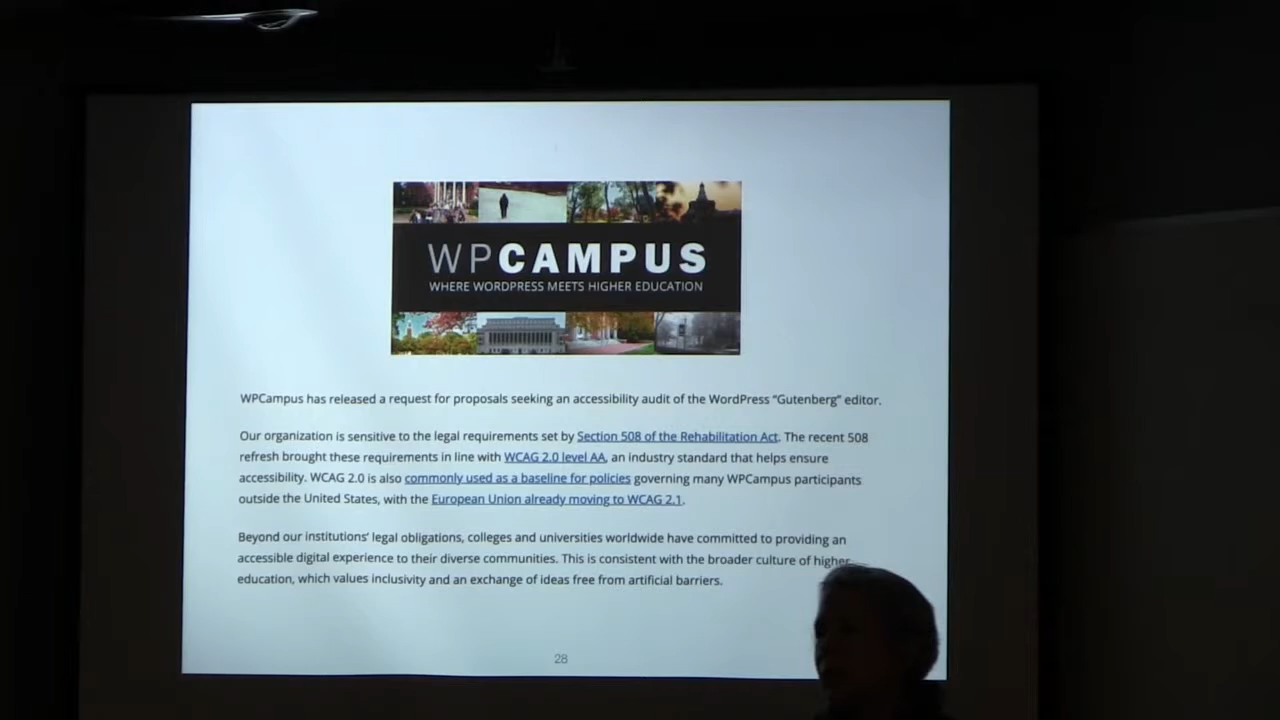 WPCAMPUS
WHERE WORDPRESS MEETS HIGHER EDUCATION
WPCampus has released a request for proposals seeking an accessibility audit of the WordPress “Gutenberg” editor.
Our organization is sensitive to the legal requirements set by Section 508 of the Rehabilitation Act. The recent 508
refresh brought these requirements in line with WCAG 2.0 level AA, an industry standard that helps ensure
accessibility. WCAG 2.0 is also commonly used as a baseline for policies governing many WPCampus participants
outside the United States, with the European Union already moving to WCAG 2.1.
Beyond our institutions’ legal obligations, colleges and universities worldwide have committed to providing an
accessible digital experience to their diverse communities. This is consistent with the broader culture of higher
education, which values inclusivity and an exchange of ideas free from artificial barriers.
28